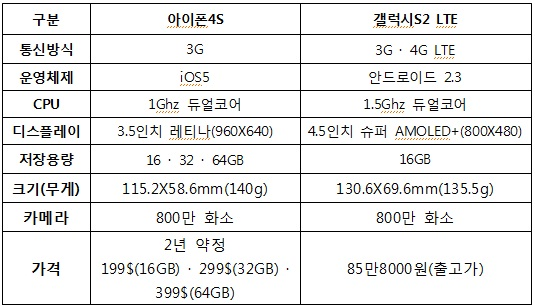 구분 아이폰4S 갤럭시S2 LTE
통신방식 3G 3G · 4G LTE
운영체제 iOS5 안드로이드 2.3
CPU 1Ghz 듀얼코어 1.5Ghz 듀얼코어
디스플레이 3.5인치 레티나(960X640) 4.5인치 슈퍼 AMOLED+(800X480)
저장용량 16 · 32 · 64GB 16GB
크기(무게) 115.2X58.6mm(140g) 130.6X69.6mm(135.5g)
카메라 800만 화소 800만 화소
가격 2년 약정
199$(16GB) · 299$(32GB) ·
399$(64GB) 85만8000원(출고가)